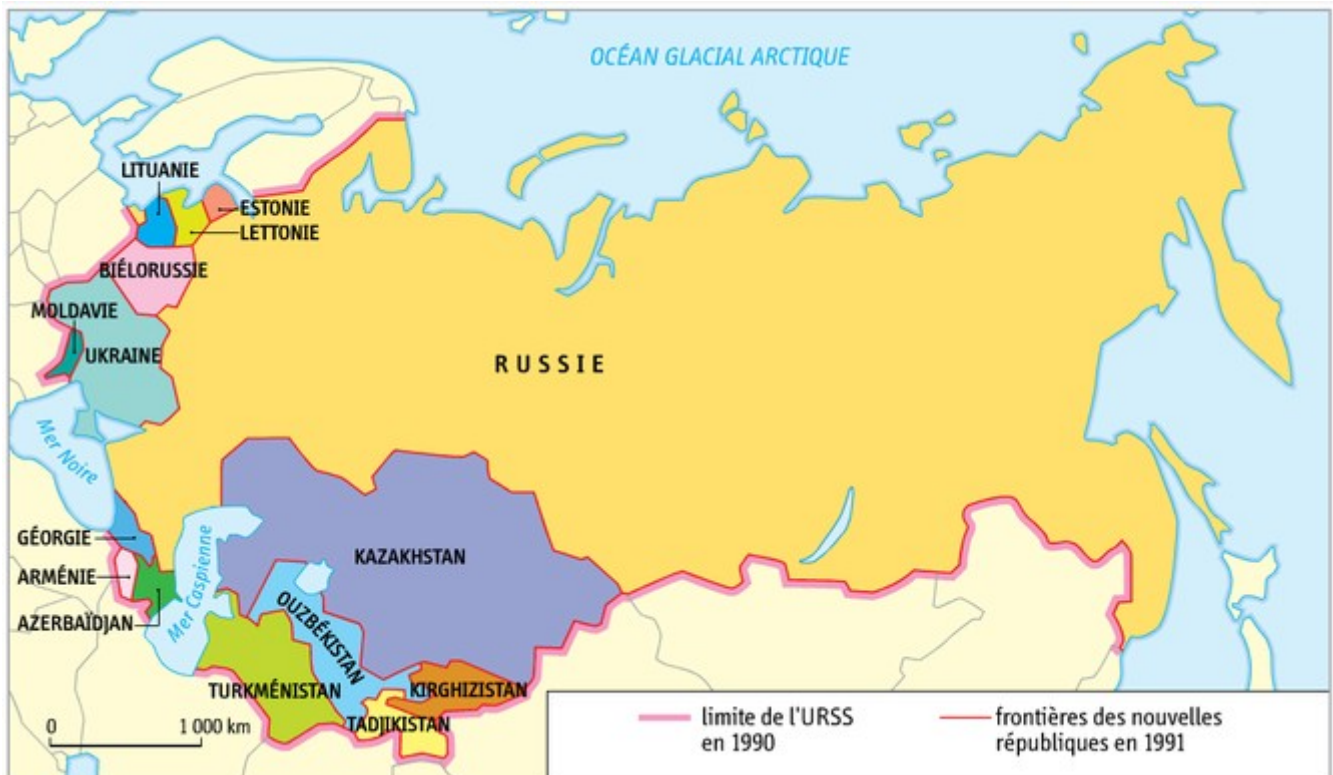 OCÉAN GLACIAL ARCTIQUE
LITUANIE
ESTONIE
LETTONIE
BIÉLORUSSIE
MOLDAVIE
UKRAINE
RUSSIE
Mer Noire
GÉORGIE
ARMÉNIE
AZERBAÏDJAN
Mer Caspienne
KAZAKHSTAN
OUZBÉKISTAN
TURKMÉNISTAN
KIRGHIZISTAN
TADJIKISTAN
0 1 000 km
limite de l'URSS
en 1990
frontières des nouvelles
républiques en 1991